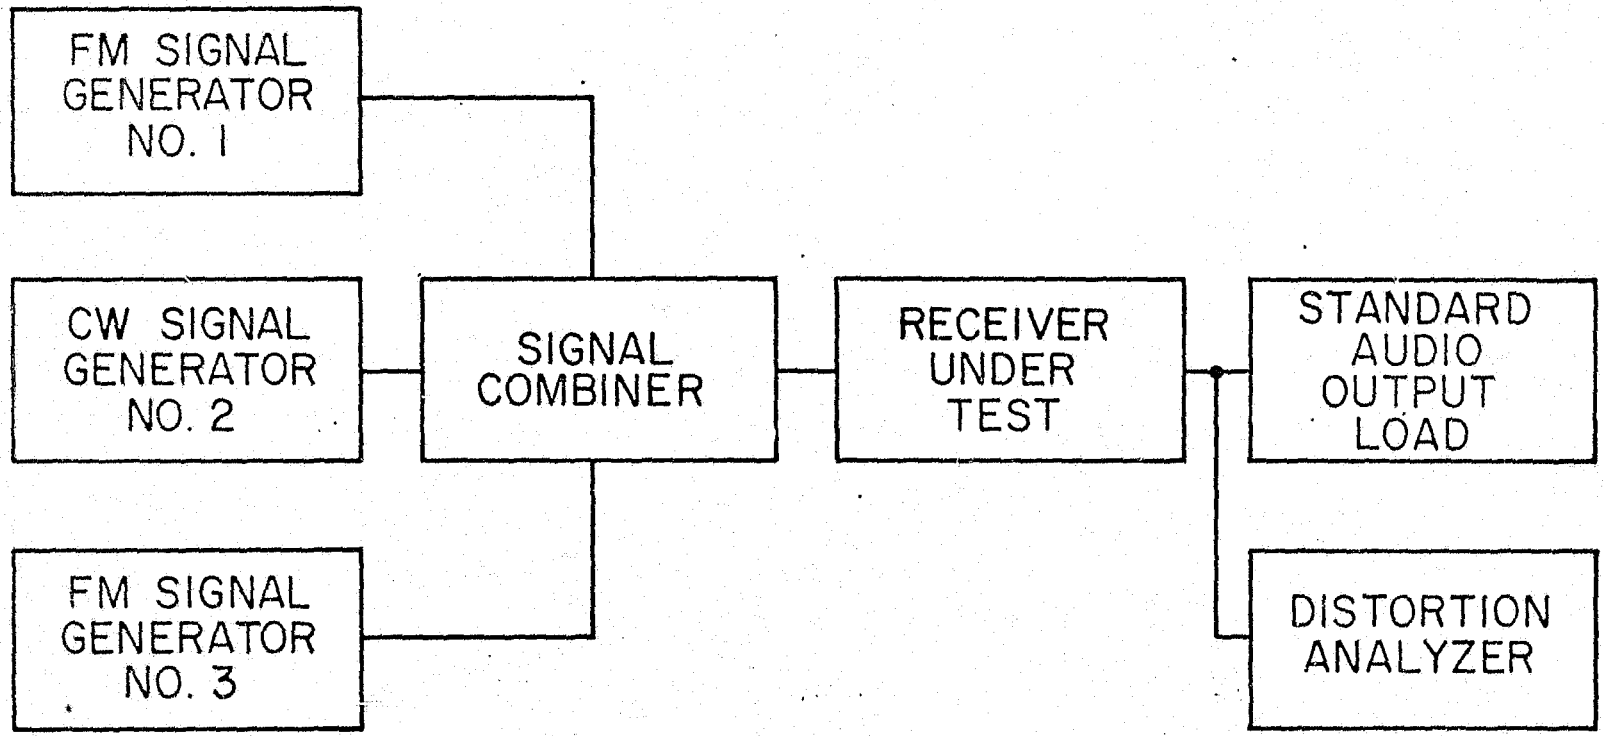 FM SIGNAL
GENERATOR
NO. 1
CW SIGNAL
GENERATOR
NO. 2
SIGNAL
COMBINER
RECEIVER
UNDER
TEST
STANDARD
AUDIO
OUTPUT
LOAD
FM SIGNAL
GENERATOR
NO. 3
DISTORTION
ANALYZER